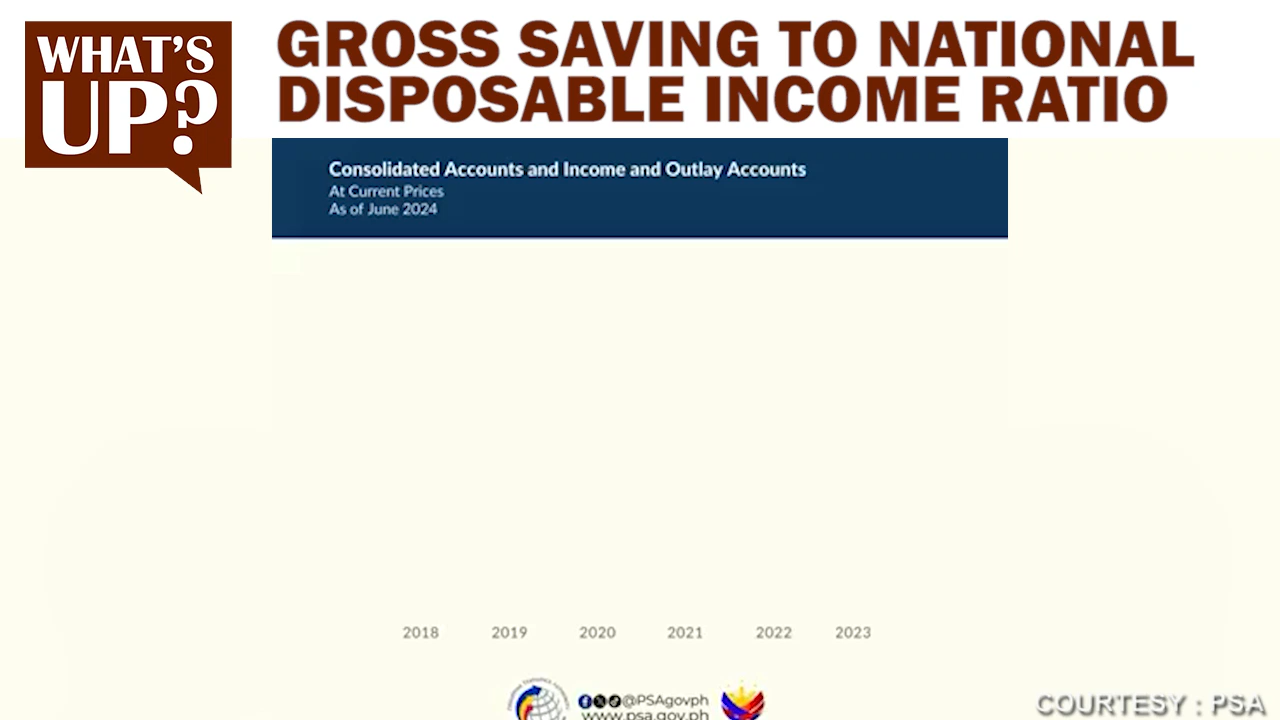 WHAT'S
UP?
GROSS SAVING TO NATIONAL
DISPOSABLE INCOME RATIO
Consolidated Accounts and Income and Outlay Accounts
At Current Prices
As of June 2024
2018 2019 2020 2021 2022 2023
@PSAgovph
www.psa.gov.ph
COURTESY : PSA